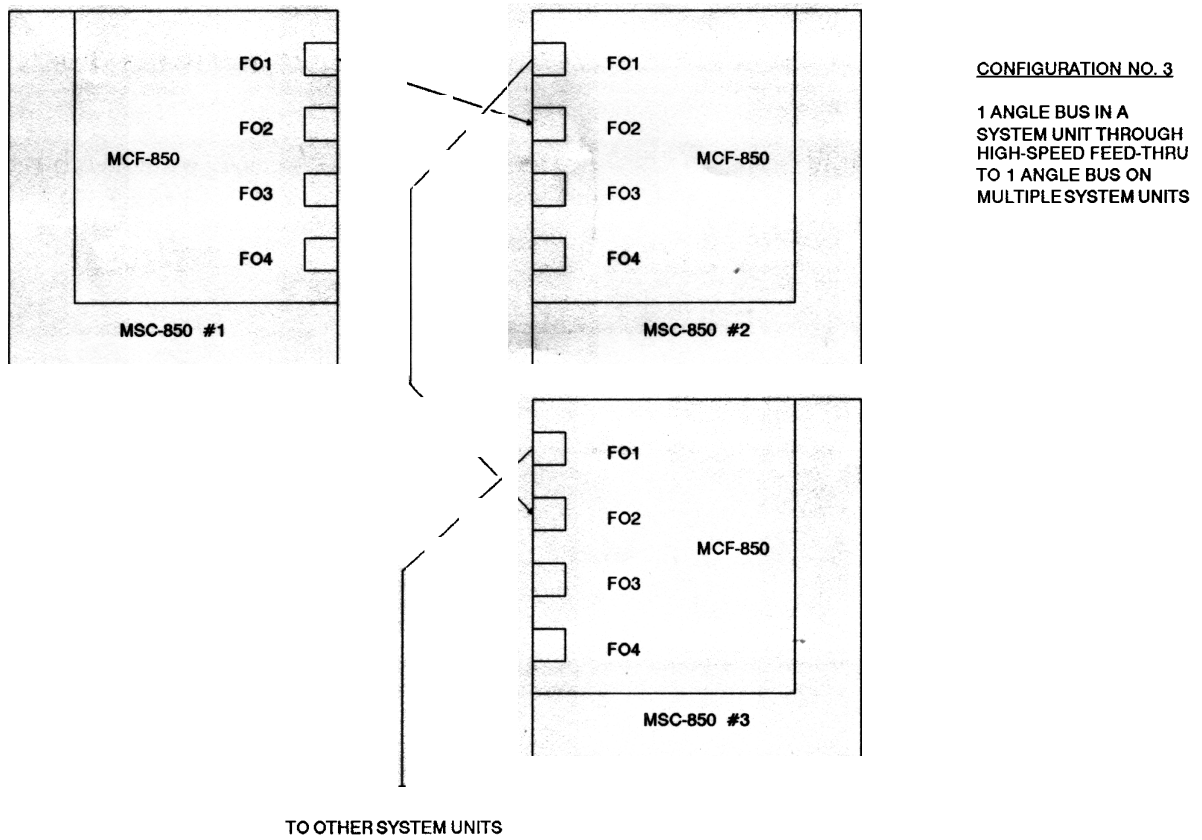 FO1
FO2
MCF-850
FO3
FO4
MSC-850 #1
FO1
FO2
MCF-850
FO3
FO4
MSC-850 #2
CONFIGURATION NO. 3
1 ANGLE BUS IN A
SYSTEM UNIT THROUGH
HIGH-SPEED FEED-THRU
TO 1 ANGLE BUS ON
MULTIPLE SYSTEM UNITS
FO1
FO2
MCF-850
FO3
FO4
MSC-850 #3
TO OTHER SYSTEM UNITS